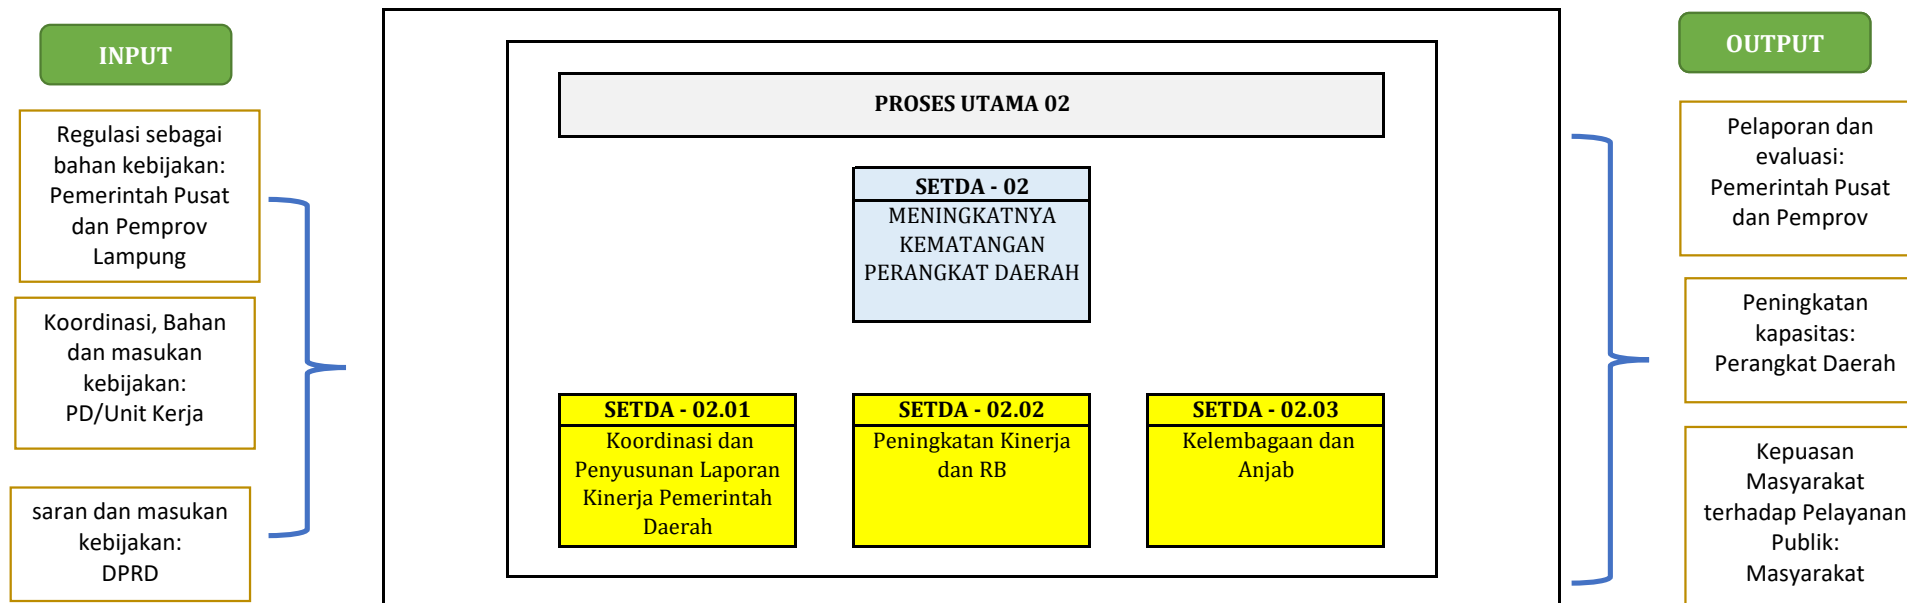 INPUT
Regulasi sebagai
bahan kebijakan:
Pemerintah Pusat
dan Pemprov
Lampung
Koordinasi, Bahan
dan masukan
kebijakan:
PD/Unit Kerja
saran dan masukan
kebijakan:
DPRD
PROSES UTAMA 02
SETDA - 02
MENINGKATNYA
KEMATANGAN
PERANGKAT DAERAH
SETDA - 02.01
Koordinasi dan
Penyusunan Laporan
Kinerja Pemerintah
Daerah
SETDA - 02.02
Peningkatan Kinerja
dan RB
SETDA - 02.03
Kelembagaan dan
Anjab
OUTPUT
Pelaporan dan
evaluasi:
Pemerintah Pusat
dan Pemprov
Peningkatan
kapasitas:
Perangkat Daerah
Kepuasan
Masyarakat
terhadap Pelayanan
Publik:
Masyarakat